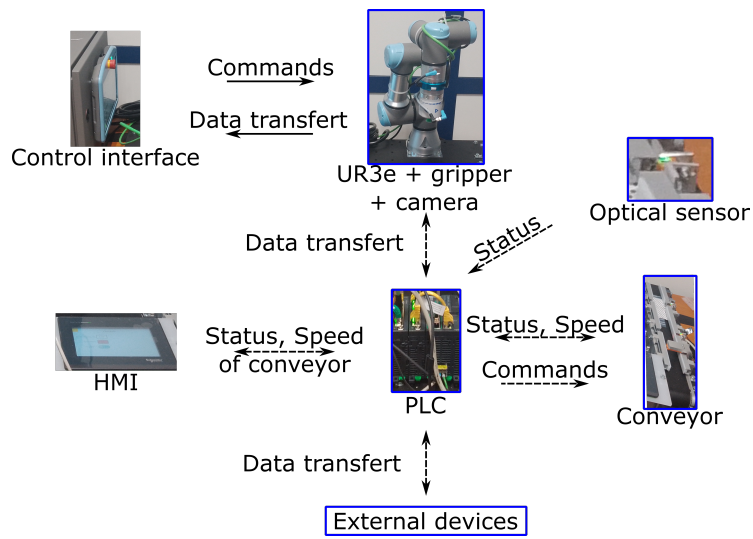 Commands
Data transfert
Control interface
UR3e + gripper
+ camera
Optical sensor
Status
Data transfert
Status, Speed
of conveyor
HMI
PLC
Status, Speed
Commands
Conveyor
Data transfert
External devices